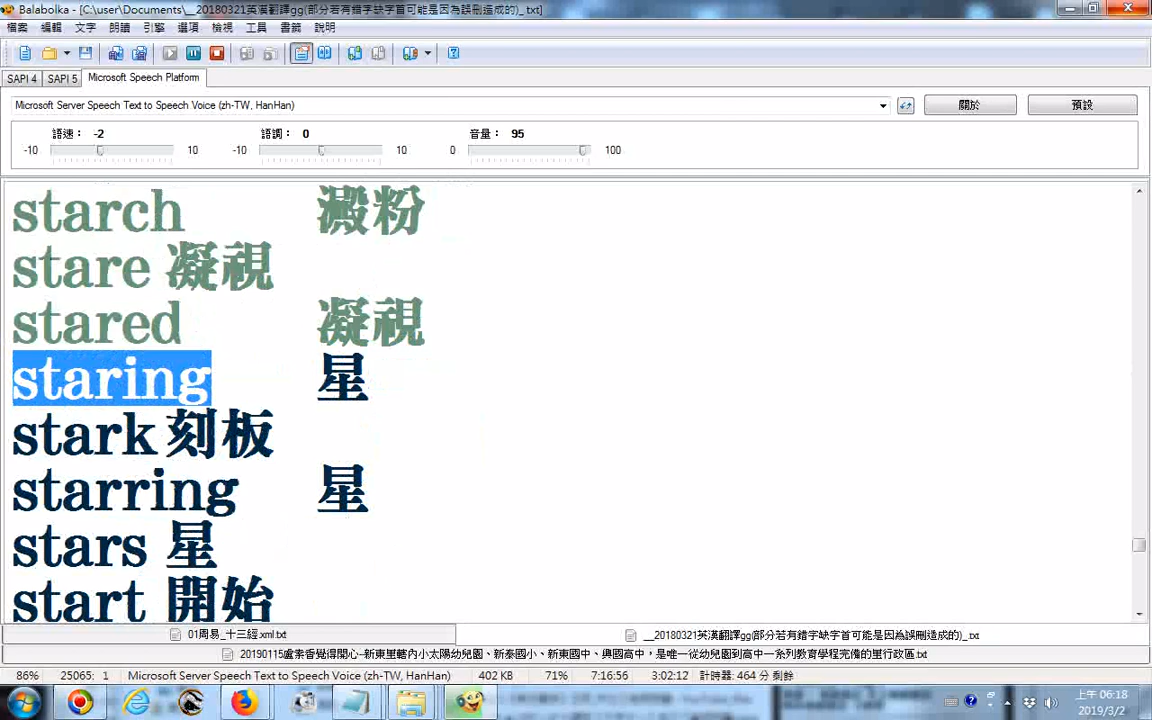 Balabolka - [C:\user\Documents\__20180321英漢翻譯gg(部分若有錯字缺字首可能是因為誤刪造成的)_.txt]
檔案 編輯 文字 朗讀 引擎 選項 檢視 工具 書籤 說明
SAPI 4 SAPI 5 Microsoft Speech Platform
Microsoft Server Speech Text to Speech Voice (zh-TW, HanHan) 關於 預設
語速： -2 語調： 0 音量： 95
-10 10 -10 10 0 100
starch 澱粉
stare 凝視
stared 凝視
staring 星
stark 刻板
starring 星
stars 星
start 開始
01周易_十三經.xml.txt __20180321英漢翻譯gg(部分若有錯字缺字首可能是因為誤刪造成的)_.txt
20190115盧素香覺得開心-新東里轄內小太陽幼兒園、新泰國小、新東國中、興國高中，是唯一從幼兒園到高中一系列教育學程完備的里行政區.txt
86% 25065: 1 Microsoft Server Speech Text to Speech Voice (zh-TW, HanHan) 402 KB 71% 7:16:56 3:02:12 計時器: 464 分 剩餘
上午 06:18
2019/3/2